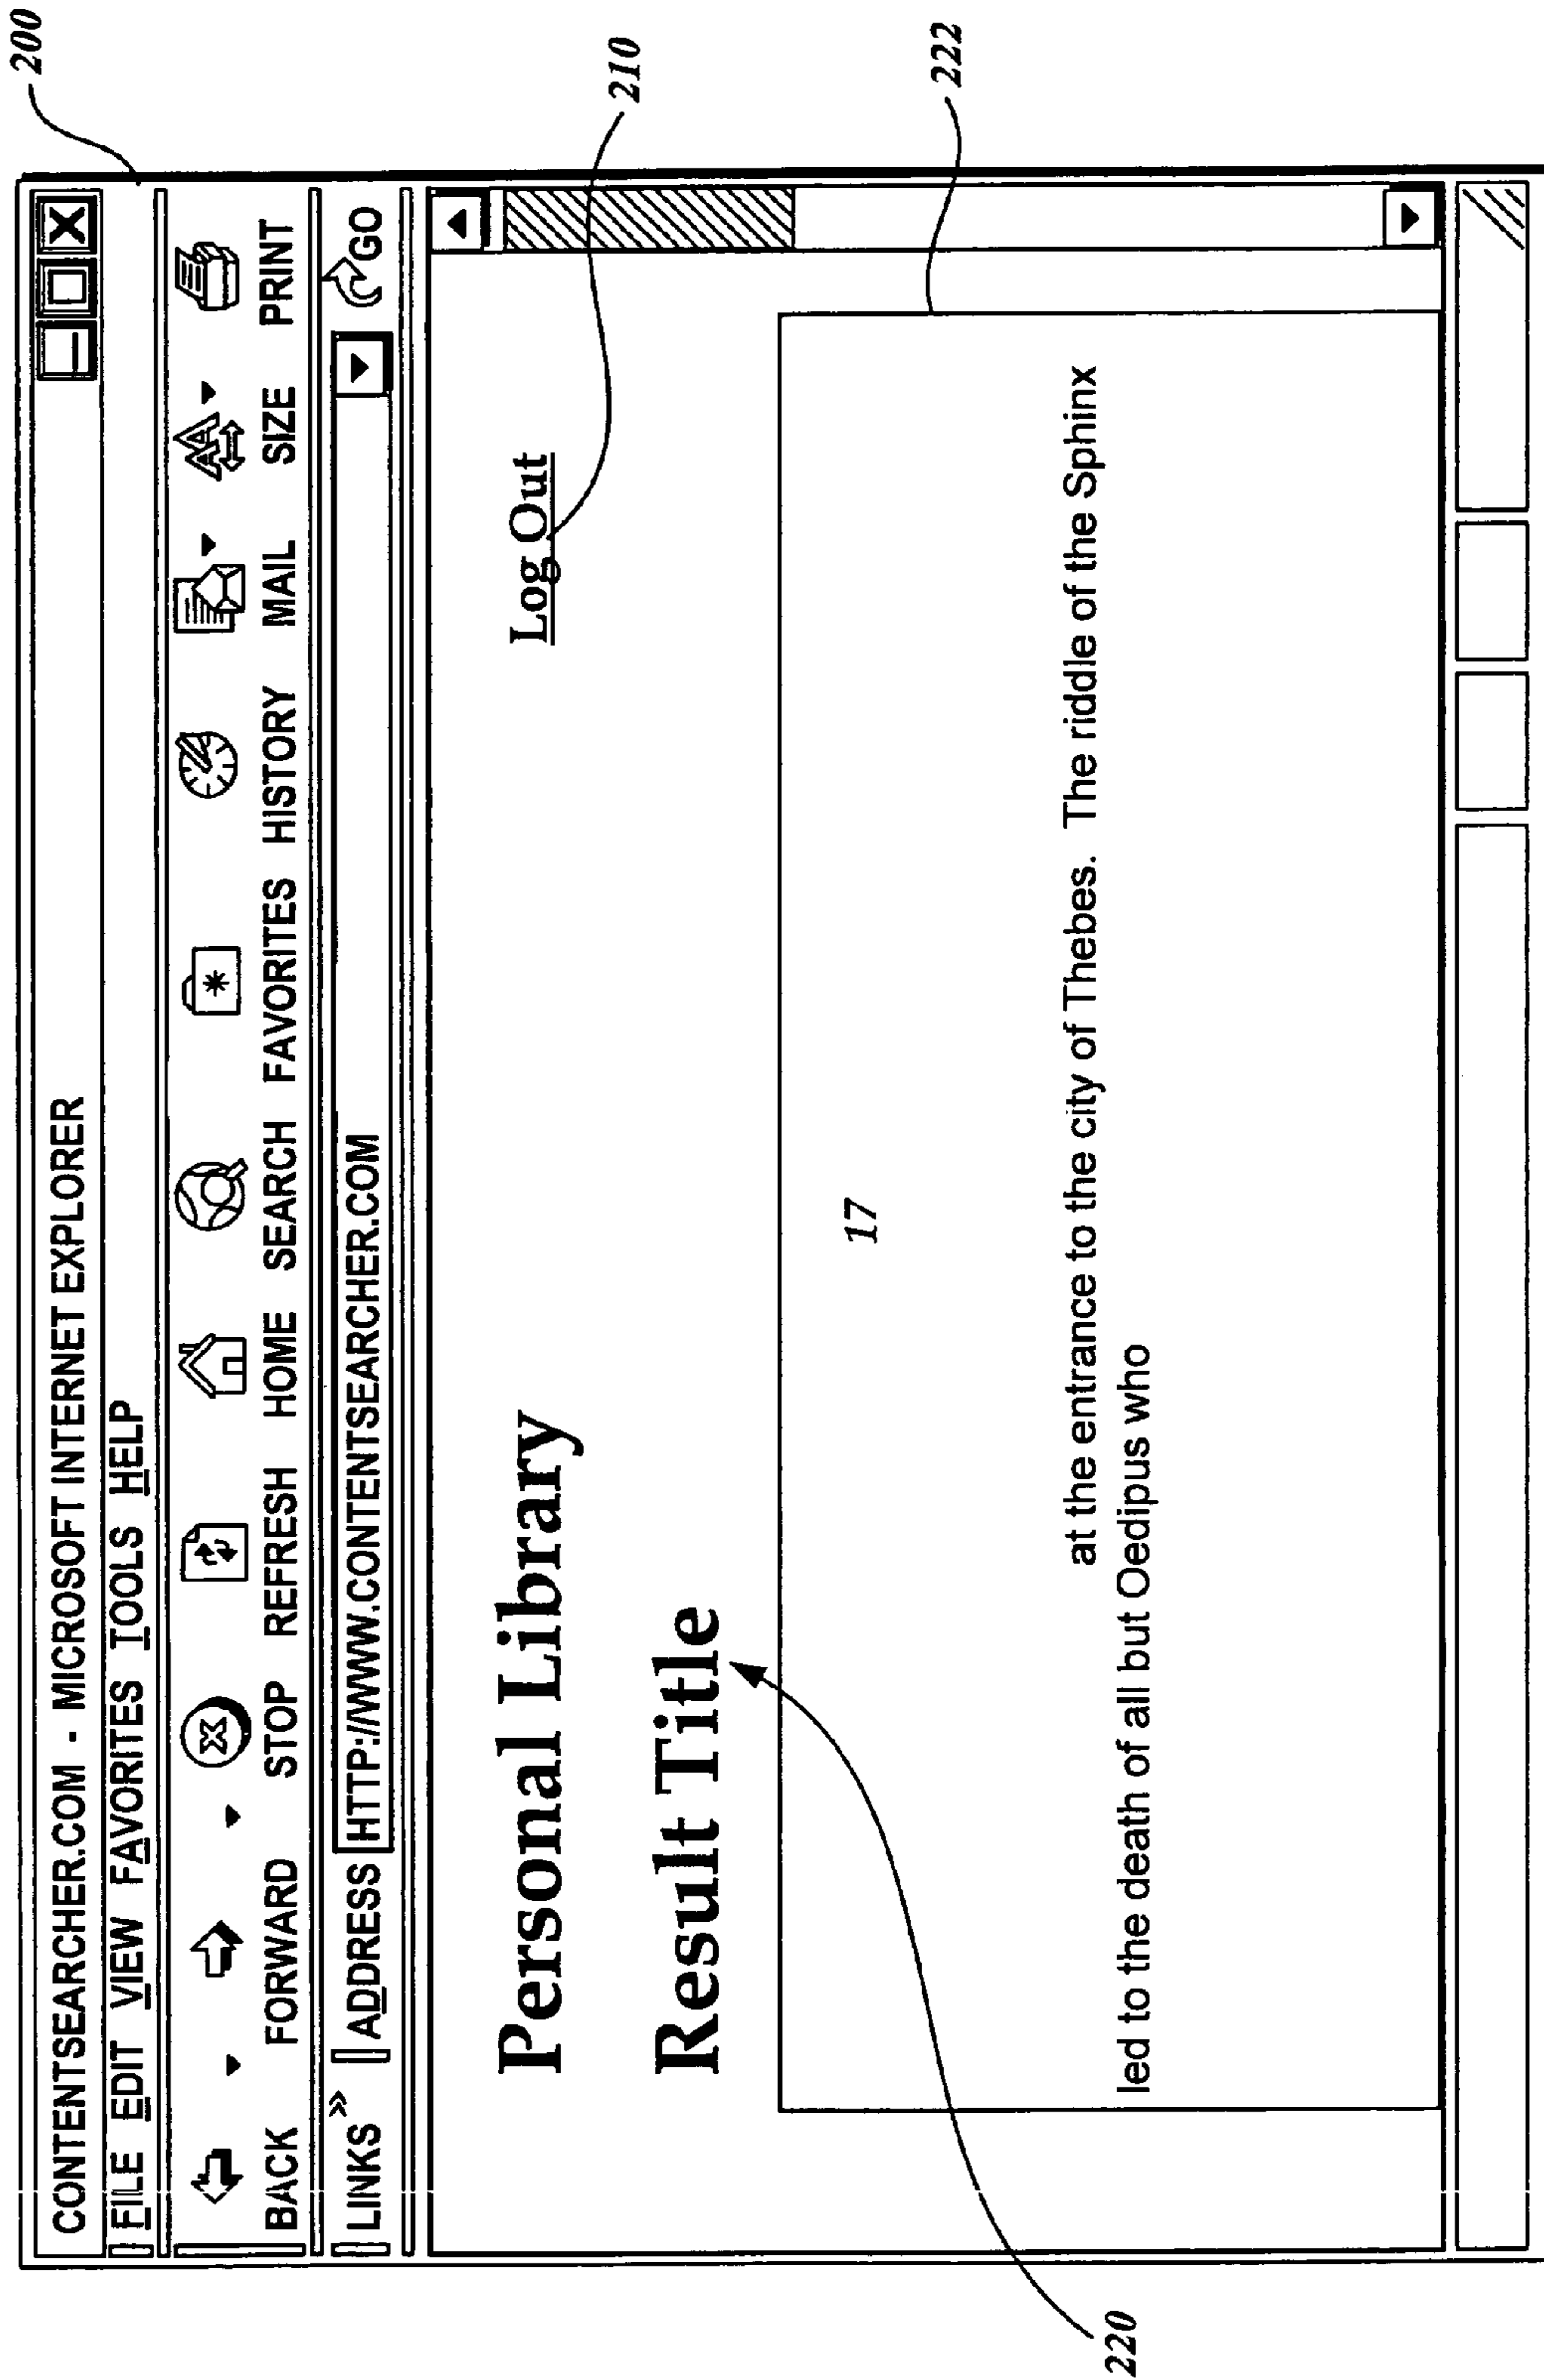 200
CONTENTSEARCHER.COM - MICROSOFT INTERNET EXPLORER
FILE EDIT VIEW FAVORITES TOOLS HELP
BACK FORWARD STOP REFRESH HOME SEARCH FAVORITES HISTORY MAIL SIZE PRINT
LINKS » ADDRESS HTTP://WWW.CONTENTSEARCHER.COM GO
Personal Library Log Out
210
Result Title
17
222
at the entrance to the city of Thebes. The riddle of the Sphinx
led to the death of all but Oedipus who
220